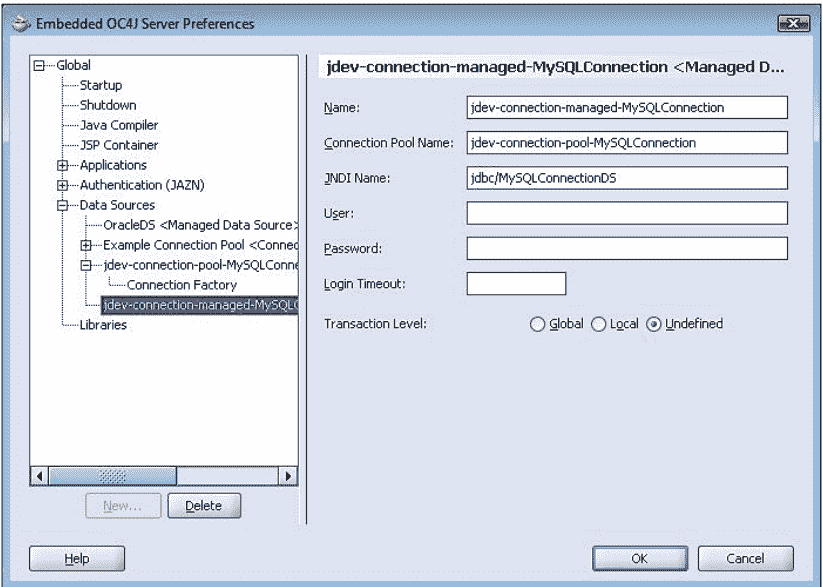 Embedded OC4J Server Preferences
Global
Startup
Shutdown
Java Compiler
JSP Container
Applications
Authentication (JAZN)
Data Sources
OracleDS <Managed Data Source>
Example Connection Pool <Connec
jdev-connection-pool-MySQLConne
Connection Factory
jdev-connection-managed-MySQLC
Libraries
New...
Delete
jdev-connection-managed-MySQLConnection <Managed D...
Name: jdev-connection-managed-MySQLConnection
Connection Pool Name: jdev-connection-pool-MySQLConnection
JNDI Name: jdbc/MySQLConnectionDS
User:
Password:
Login Timeout:
Transaction Level: Global Local Undefined
Help
OK
Cancel